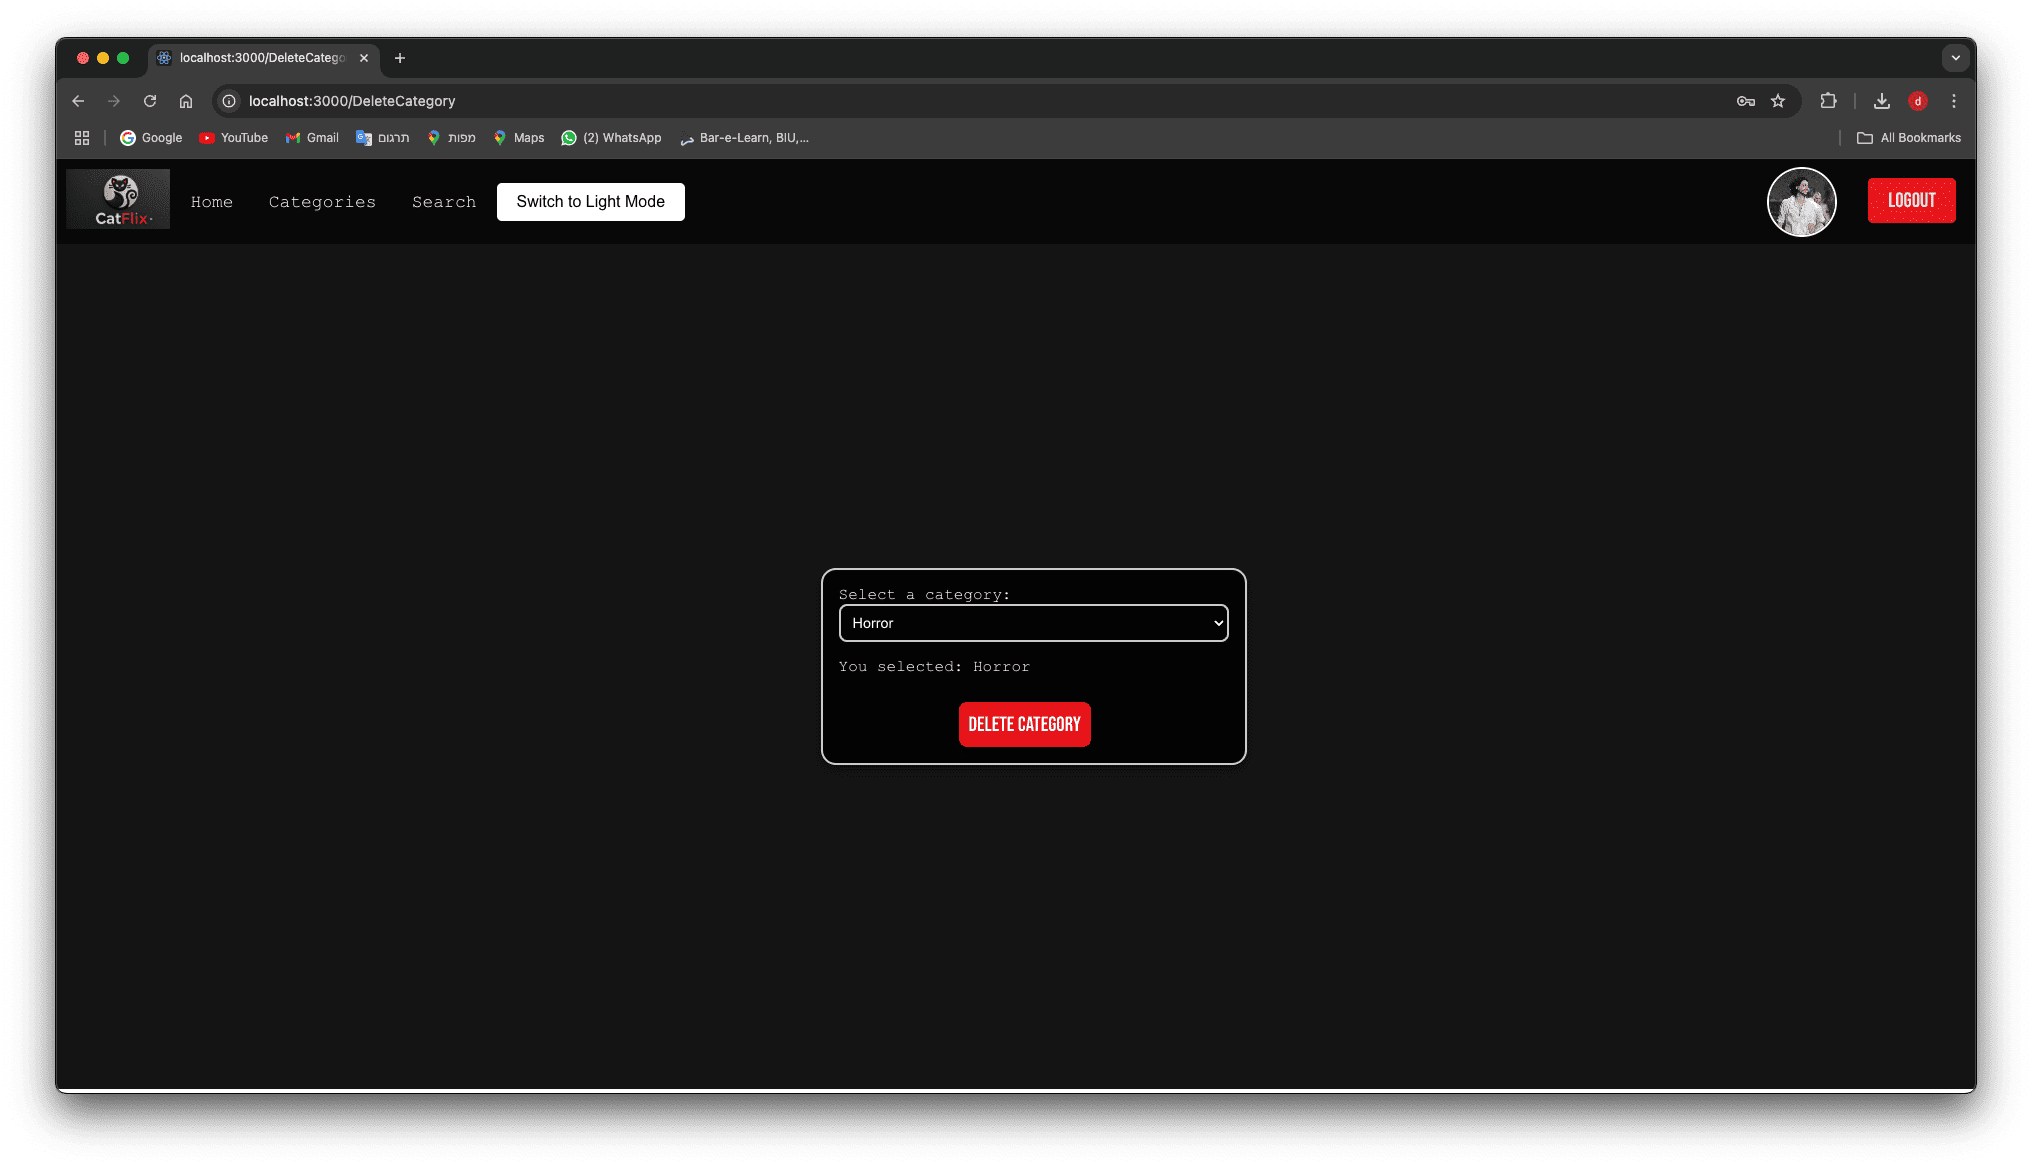 localhost:3000/DeleteCatego
localhost:3000/DeleteCategory
d
Google
YouTube
Gmail
תרגום
מפות
Maps
(2) WhatsApp
Bar-e-Learn, BIU,...
All Bookmarks
CatFlix
Home
Categories
Search
Switch to Light Mode
LOGOUT
Select a category:
Horror
You selected: Horror
DELETE CATEGORY